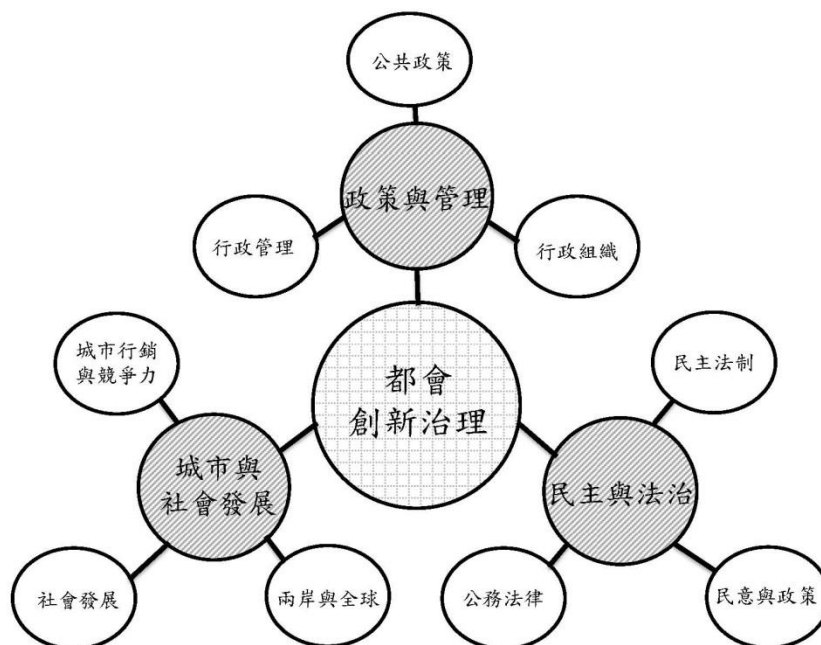 公共政策
政策與管理
行政管理
行政組織
城市行銷
與競爭力
民主法制
都會
創新治理
城市與
社會發展
民主與法治
社會發展
兩岸與全球
公務法律
民意與政策